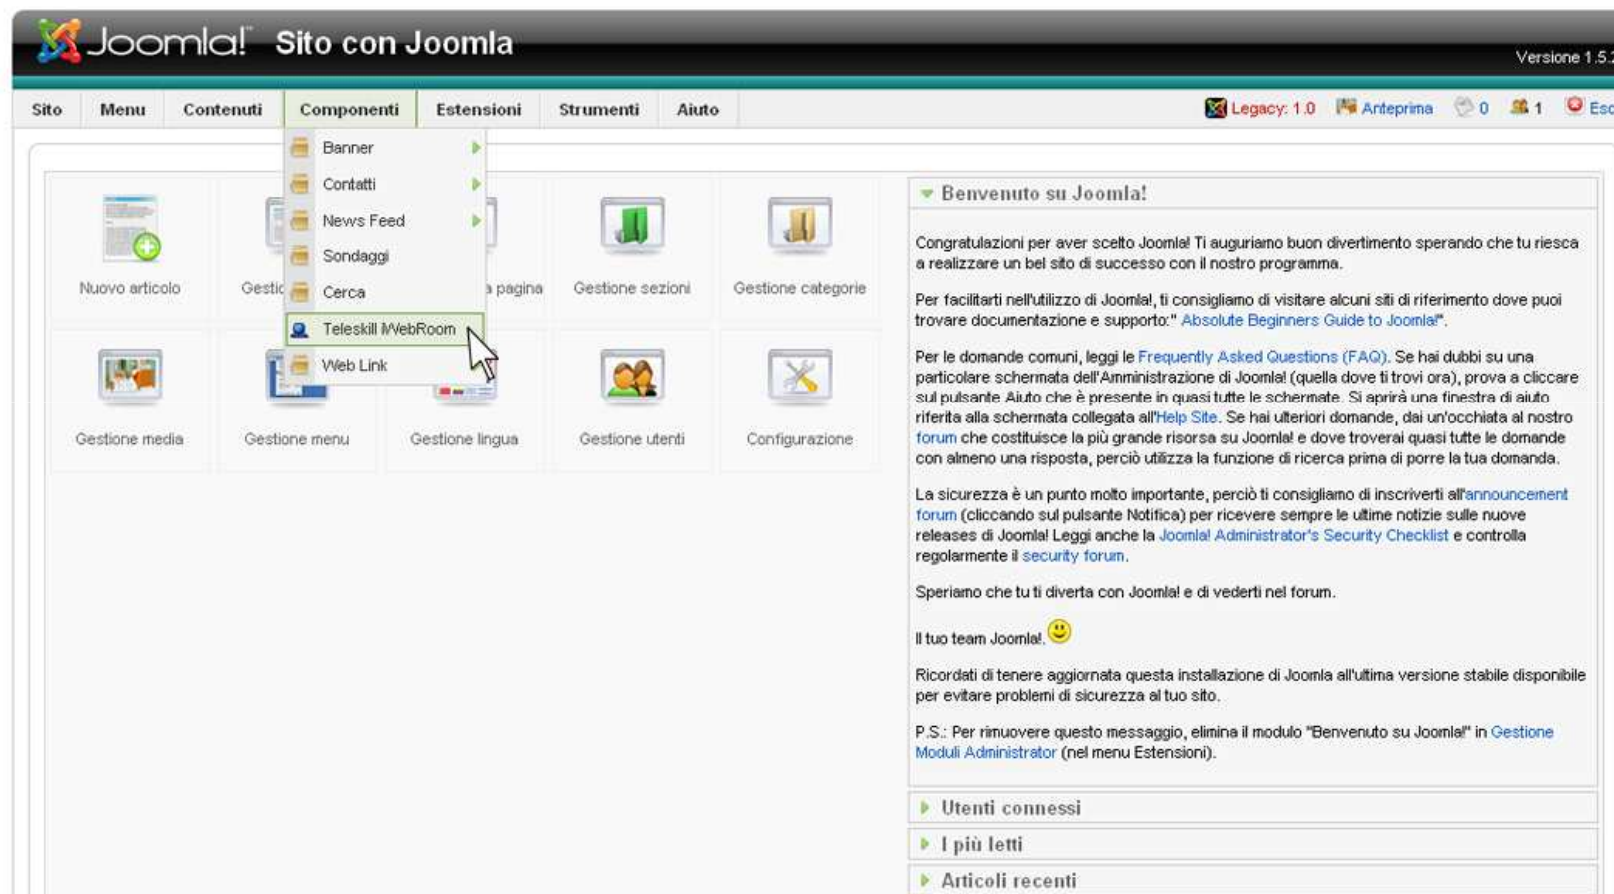 Joomla! Sito con Joomla
Versione 1.5.
Sito Menu Contenuti Componenti Estensioni Strumenti Aiuto Legacy: 1.0 Anteprima 0 1
Banner
Contatti
News Feed
Sondaggi
Cerca
Teleskill iWebRoom
Web Link
Nuovo articolo pagina Gestione sezioni Gestione categorie
Gestione media Gestione menu Gestione lingua Gestione utenti Configurazione
Benvenuto su Joomla!
Congratulazioni per aver scelto Joomla! Ti auguriamo buon divertimento sperando che tu riesca
a realizzare un bel sito di successo con il nostro programma.
Per facilitarti nell'utilizzo di Joomla!, ti consigliamo di visitare alcuni siti di riferimento dove puoi
trovare documentazione e supporto:" Absolute Beginners Guide to Joomla!".
Per le domande comuni, leggi le Frequently Asked Questions (FAQ). Se hai dubbi su una
particolare schermata dell'Amministrazione di Joomla! (quella dove ti trovi ora), prova a cliccare
sul pulsante Aiuto che è presente in quasi tutte le schermate. Si aprirà una finestra di aiuto
riferita alla schermata collegata all'Help Site. Se hai ulteriori domande, dai un'occhiata al nostro
forum che costituisce la più grande risorsa su Joomla! e dove troverai quasi tutte le domande
con almeno una risposta, perciò utilizza la funzione di ricerca prima di porre la tua domanda.
La sicurezza è un punto molto importante, perciò ti consigliamo di inscriverti all'announcement
forum (cliccando sul pulsante Notifica) per ricevere sempre le ultime notizie sulle nuove
releases di Joomla! Leggi anche la Joomla! Administrator's Security Checklist e controlla
regolarmente il security forum.
Speriamo che tu ti diverta con Joomla! e di vederti nel forum.
Il tuo team Joomla!.
Ricordati di tenere aggiornata questa installazione di Joomla all'ultima versione stabile disponibile
per evitare problemi di sicurezza al tuo sito.
P.S.: Per rimuovere questo messaggio, elimina il modulo "Benvenuto su Joomla!" in Gestione
Moduli Administrator (nel menu Estensioni).
Utenti connessi
I più letti
Articoli recenti